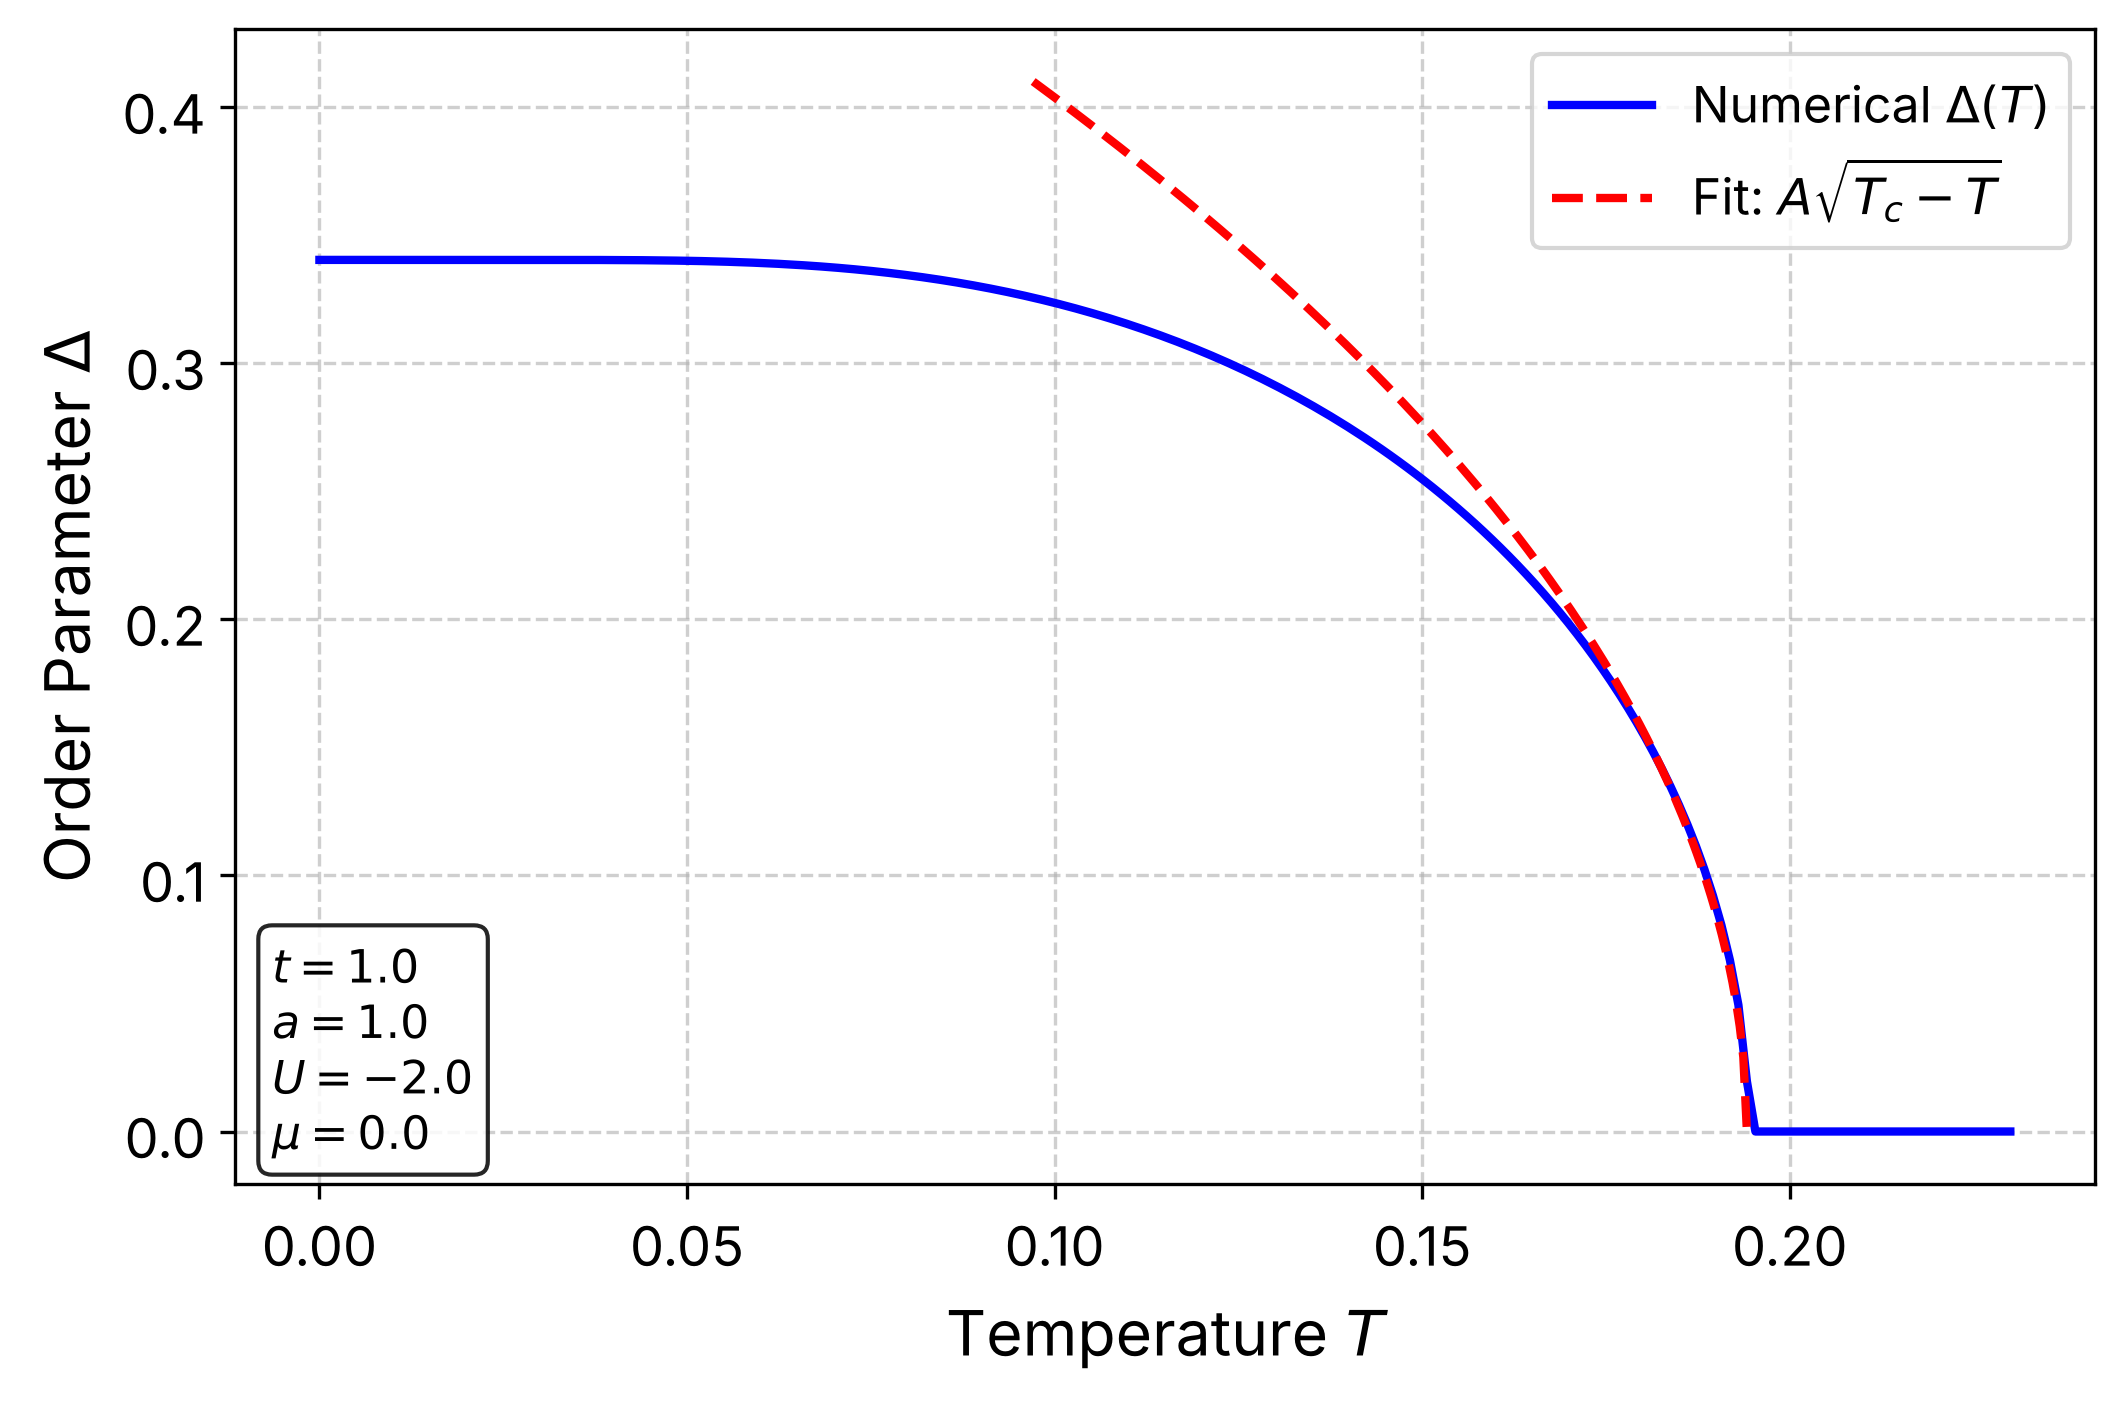 0.4
0.3
0.2
0.1
0.0
Order Parameter Δ
Numerical Δ(T)
Fit: A√(T_c − T)
t = 1.0
a = 1.0
U = −2.0
μ = 0.0
0.00 0.05 0.10 0.15 0.20
Temperature T